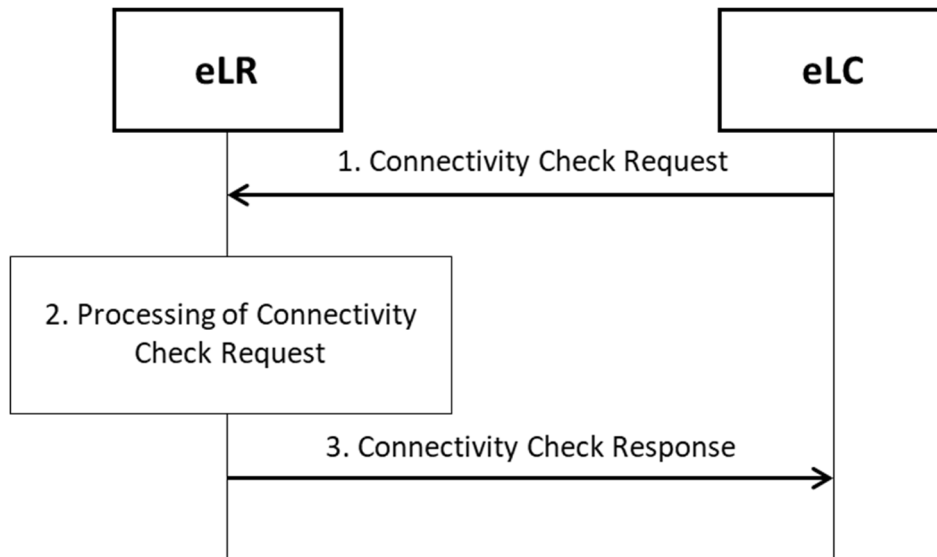 eLR
eLC
1. Connectivity Check Request
2. Processing of Connectivity
Check Request
3. Connectivity Check Response